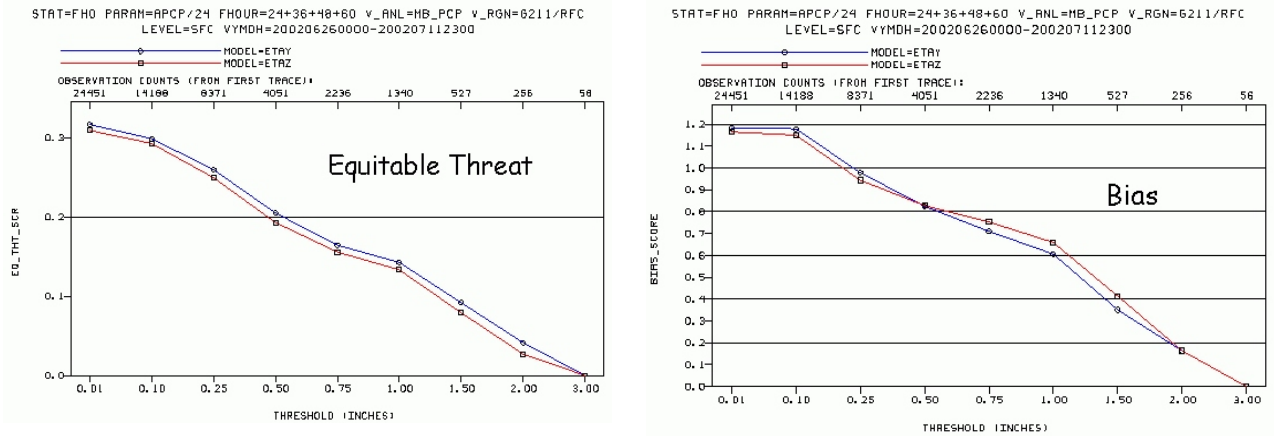 STAT=FHO PARAM=APCP/24 FHOUR=24+36+48+60 V_ANL=MB_PCP V_RGN=G211/RFC
LEVEL=SFC VYMDH=200206260000-200207112300
MODEL=ETAY
MODEL=ETAZ
OBSERVATION COUNTS (FROM FIRST TRACE):
24451 14188 8371 4051 2236 1340 527 256 56
Equitable Threat
EQ_THT_SCR
0.3
0.2
0.1
0.0
0.01 0.10 0.25 0.50 0.75 1.00 1.50 2.00 3.00
THRESHOLD (INCHES)
STAT=FHO PARAM=APCP/24 FHOUR=24+36+48+60 V_ANL=MB_PCP V_RGN=G211/RFC
LEVEL=SFC VYMDH=200206260000-200207112300
MODEL=ETAY
MODEL=ETAZ
OBSERVATION COUNTS (FROM FIRST TRACE):
24451 14188 8371 4051 2236 1340 527 256 56
Bias
BIAS_SCORE
1.2
1.1
1.0
0.9
0.8
0.7
0.6
0.5
0.4
0.3
0.2
0.1
0.0
0.01 0.10 0.25 0.50 0.75 1.00 1.50 2.00 3.00
THRESHOLD (INCHES)